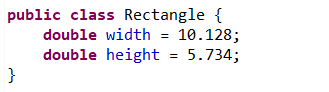 public class Rectangle {
    double width = 10.128;
    double height = 5.734;
}